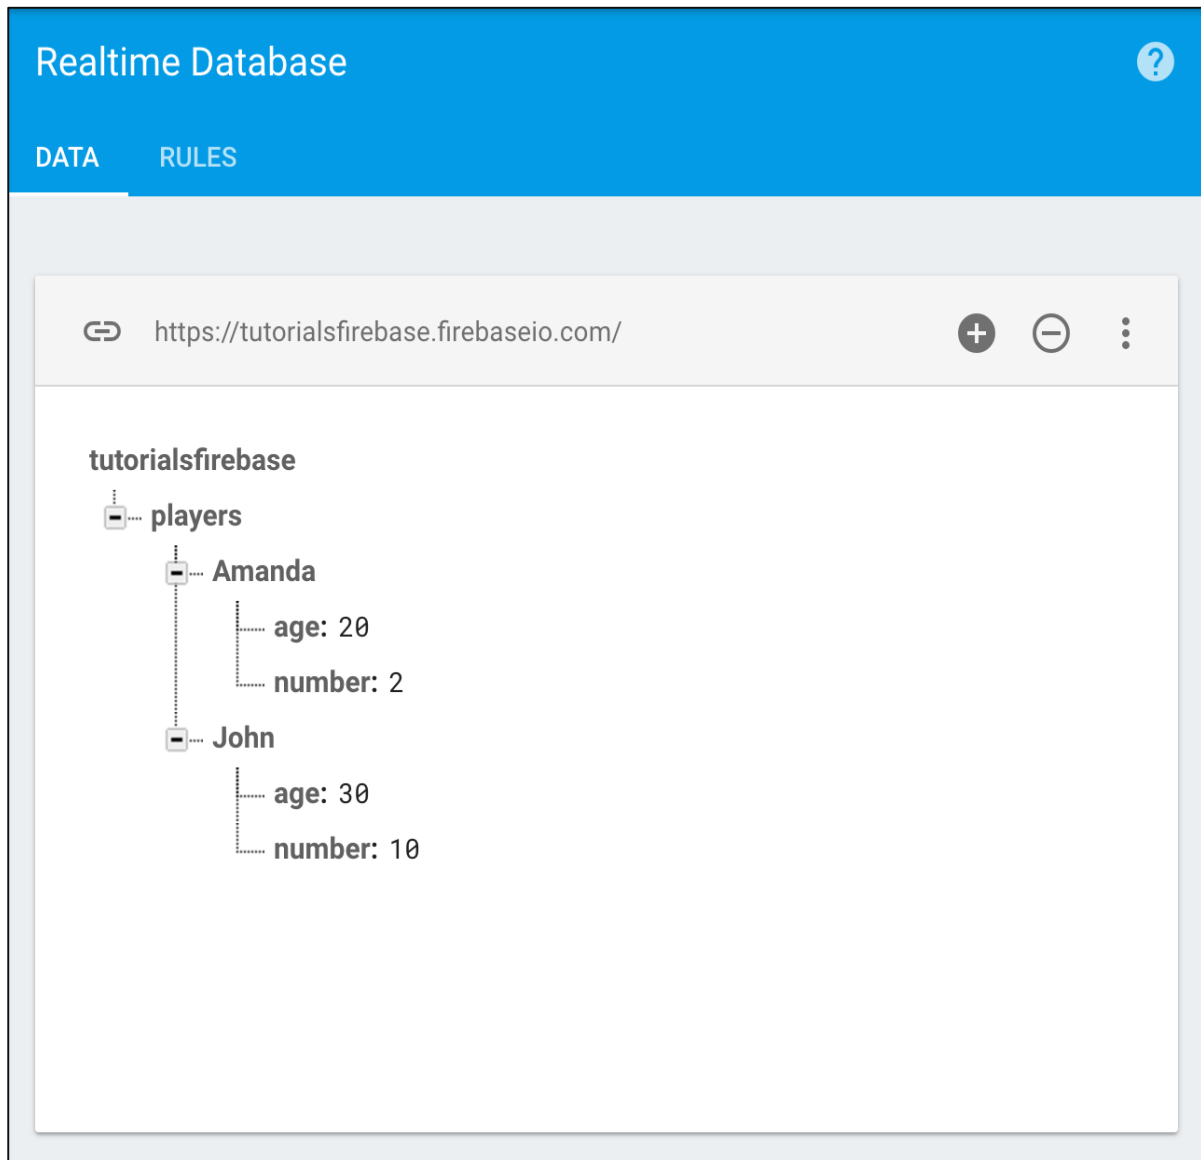 Realtime Database
?
DATA RULES
https://tutorialsfirebase.firebaseio.com/
tutorialsfirebase
players
Amanda
age: 20
number: 2
John
age: 30
number: 10